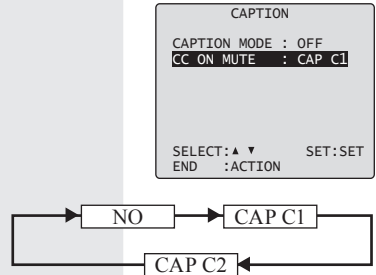 CAPTION
CAPTION MODE : OFF
CC ON MUTE : CAP C1
SELECT:▲ ▼ SET:SET
END :ACTION
NO CAP C1
CAP C2